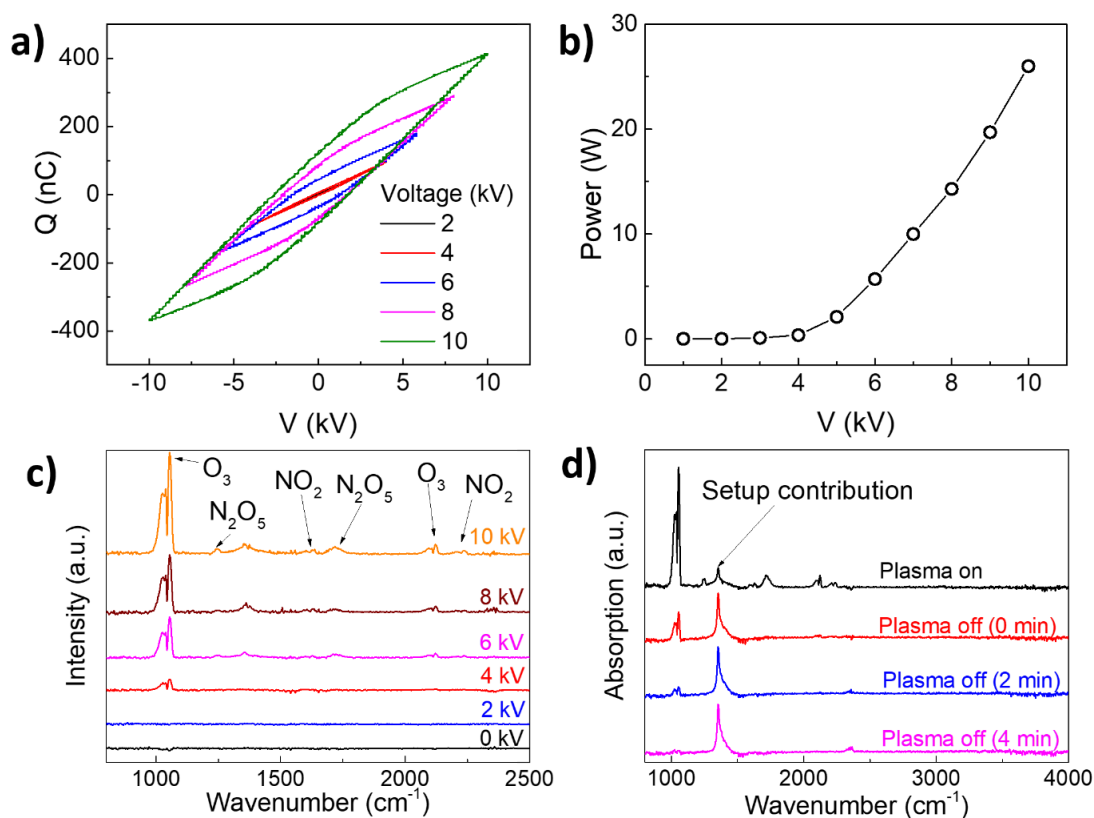 a)
400
200
0
-200
-400
Q (nC)
-10
-5
0
5
10
V (kV)
Voltage (kV)
2
4
6
8
10
b)
30
20
10
0
Power (W)
0
2
4
6
8
10
V (kV)
c)
O₃
N₂O₅
NO₂
N₂O₅
O₃
NO₂
10 kV
8 kV
6 kV
4 kV
2 kV
0 kV
Intensity (a.u.)
1000
1500
2000
2500
Wavenumber (cm⁻¹)
d)
Setup contribution
Plasma on
Plasma off (0 min)
Plasma off (2 min)
Plasma off (4 min)
Absorption (a.u.)
1000
2000
3000
4000
Wavenumber (cm⁻¹)